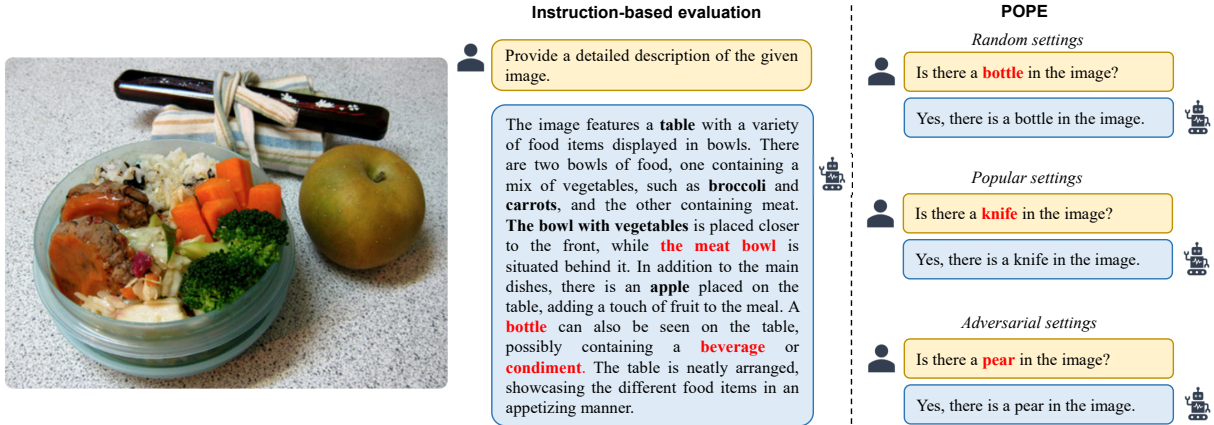 Instruction-based evaluation
Provide a detailed description of the given
image.
The image features a table with a variety
of food items displayed in bowls. There
are two bowls of food, one containing a
mix of vegetables, such as broccoli and
carrots, and the other containing meat.
The bowl with vegetables is placed closer
to the front, while the meat bowl is
situated behind it. In addition to the main
dishes, there is an apple placed on the
table, adding a touch of fruit to the meal. A
bottle can also be seen on the table,
possibly containing a beverage or
condiment. The table is neatly arranged,
showcasing the different food items in an
appetizing manner.
POPE
Random settings
Is there a bottle in the image?
Yes, there is a bottle in the image.
Popular settings
Is there a knife in the image?
Yes, there is a knife in the image.
Adversarial settings
Is there a pear in the image?
Yes, there is a pear in the image.